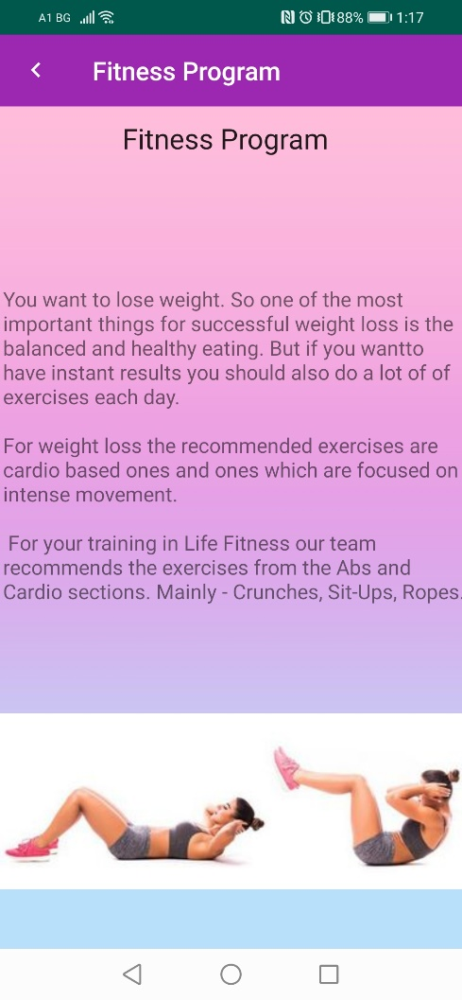 A1 BG 88% 1:17
Fitness Program
Fitness Program
You want to lose weight. So one of the most
important things for successful weight loss is the
balanced and healthy eating. But if you wantto
have instant results you should also do a lot of of
exercises each day.
For weight loss the recommended exercises are
cardio based ones and ones which are focused on
intense movement.
For your training in Life Fitness our team
recommends the exercises from the Abs and
Cardio sections. Mainly - Crunches, Sit-Ups, Ropes.